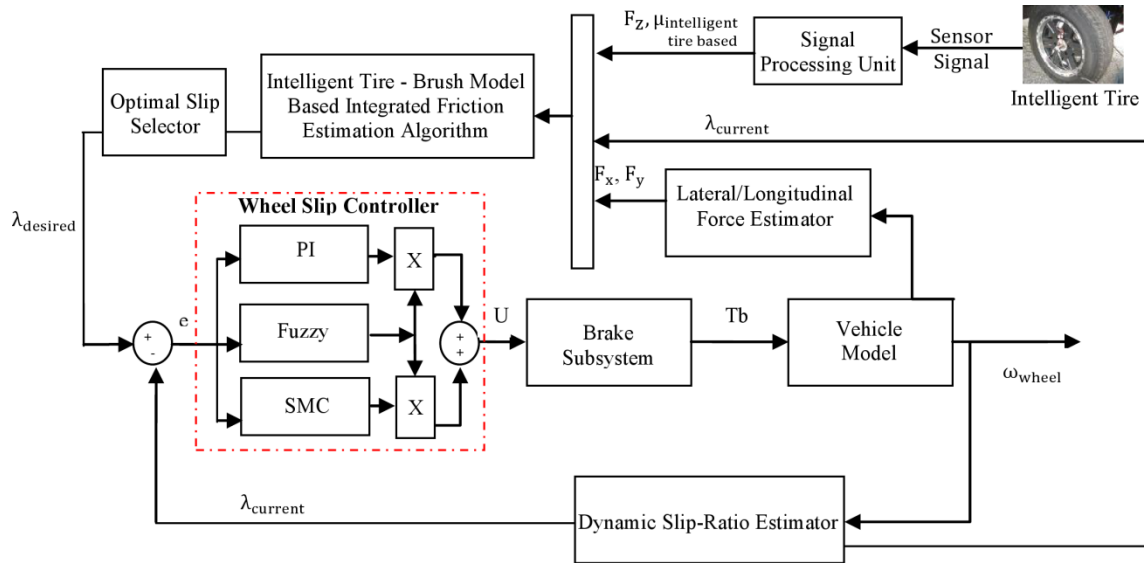 F_Z, μ_intelligent
tire based
Signal
Processing Unit
Sensor
Signal
Intelligent Tire
Optimal Slip
Selector
Intelligent Tire - Brush Model
Based Integrated Friction
Estimation Algorithm
λ_current
F_x, F_y
Lateral/Longitudinal
Force Estimator
λ_desired
Wheel Slip Controller
PI
X
Fuzzy
SMC
X
+
-
e
+
+
U
Brake
Subsystem
Tb
Vehicle
Model
ω_wheel
λ_current
Dynamic Slip-Ratio Estimator